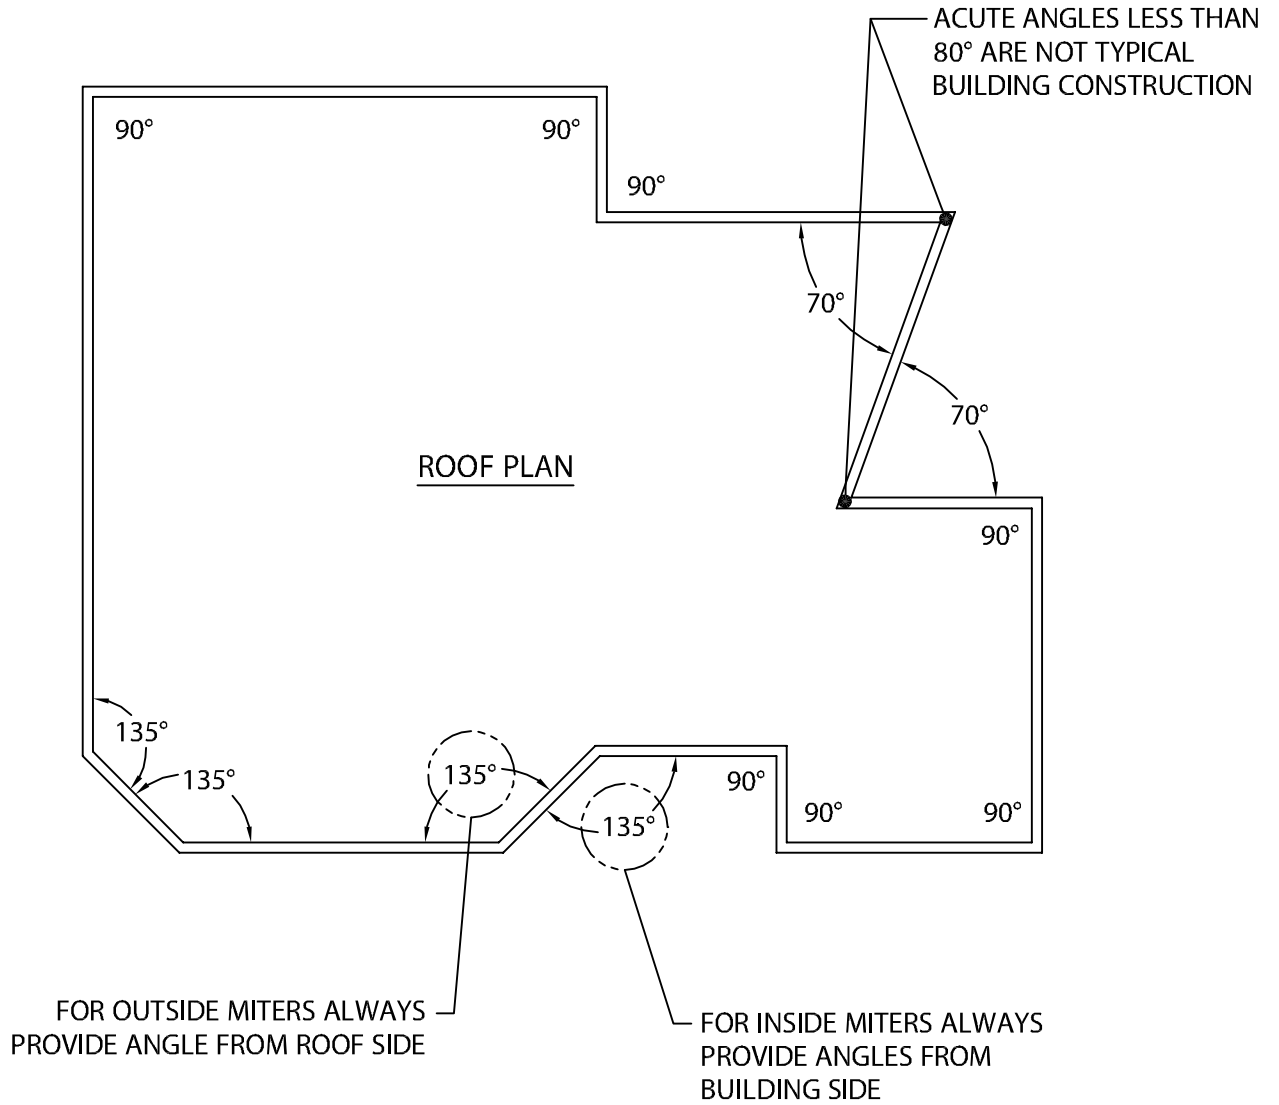 ACUTE ANGLES LESS THAN
80° ARE NOT TYPICAL
BUILDING CONSTRUCTION
90°
90°
90°
70°
70°
ROOF PLAN
90°
135°
135°
135°
90°
135°
90°
90°
FOR OUTSIDE MITERS ALWAYS
PROVIDE ANGLE FROM ROOF SIDE
FOR INSIDE MITERS ALWAYS
PROVIDE ANGLES FROM
BUILDING SIDE